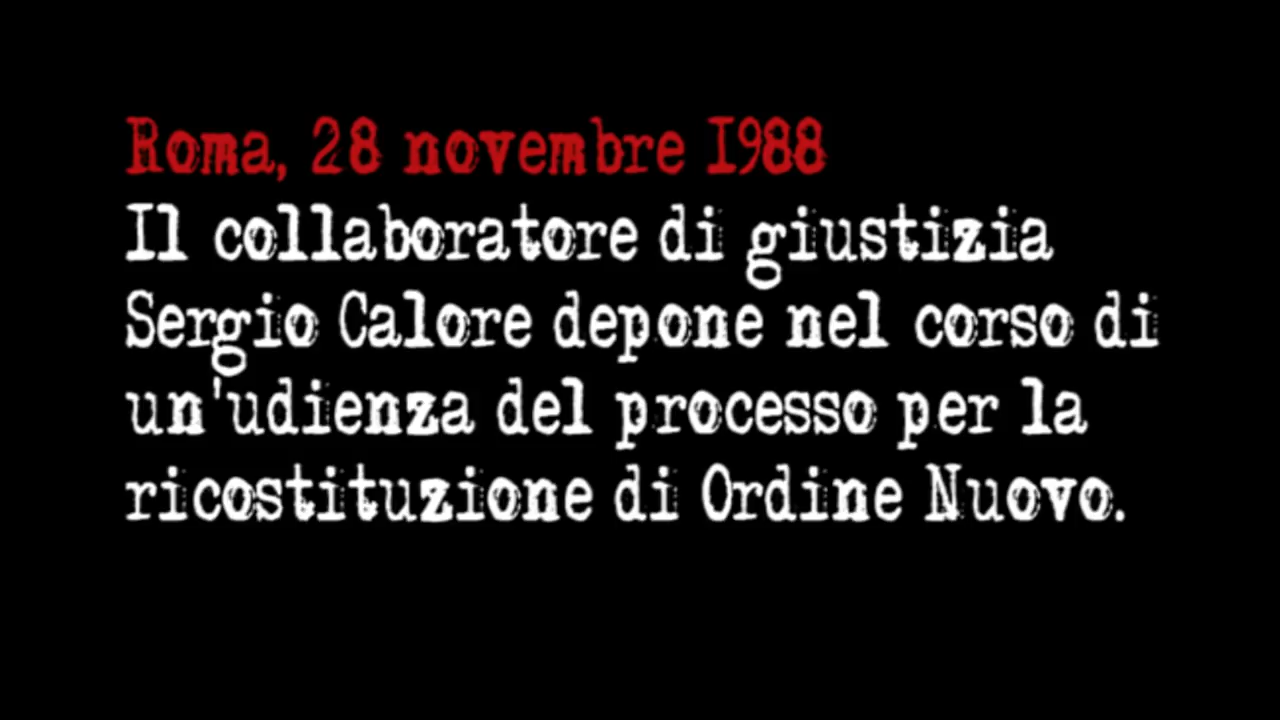 Roma, 28 novembre 1988
Il collaboratore di giustizia
Sergio Calore depone nel corso di
un'udienza del processo per la
ricostituzione di Ordine Nuovo.